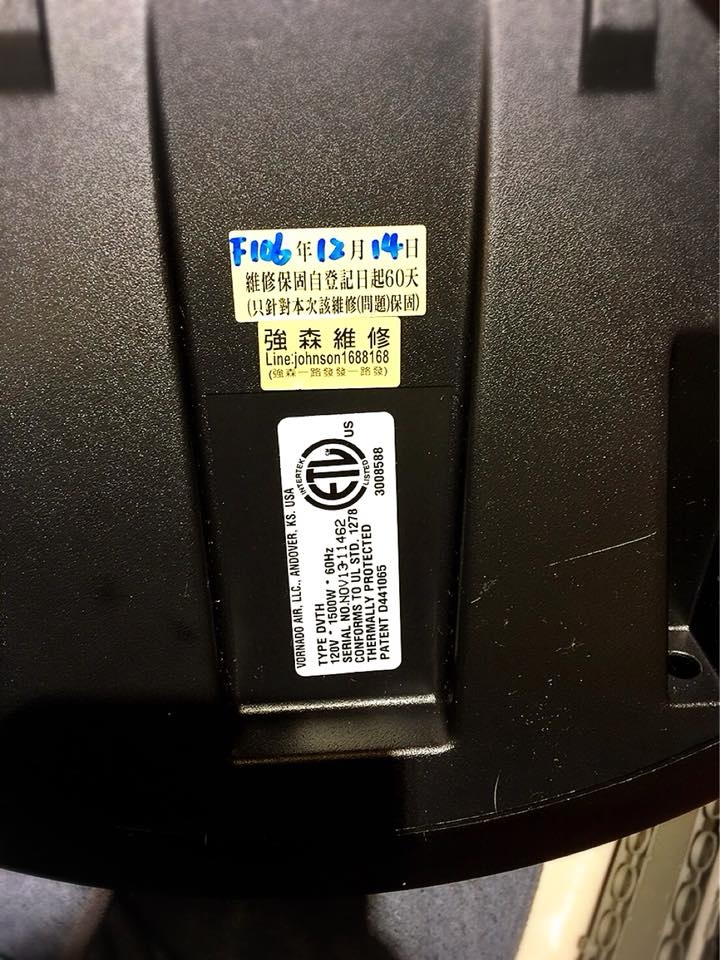 F106年12月14日
維修保固自登記日起60天
(只針對本次該維修(問題)保固)
強森維修
Line:johnson1688168
(強森一路發發一路發)
VORNADO AIR, LLC., ANDOVER, KS. USA
TYPE DVTH
120V * 1500W * 60Hz
SERIAL NO.NOV13-11462
CONFORMS TO UL STD. 1278
THERMALLY PROTECTED
PATENT D441065
INTERTEK
ETL CM
LISTED
US
3008588